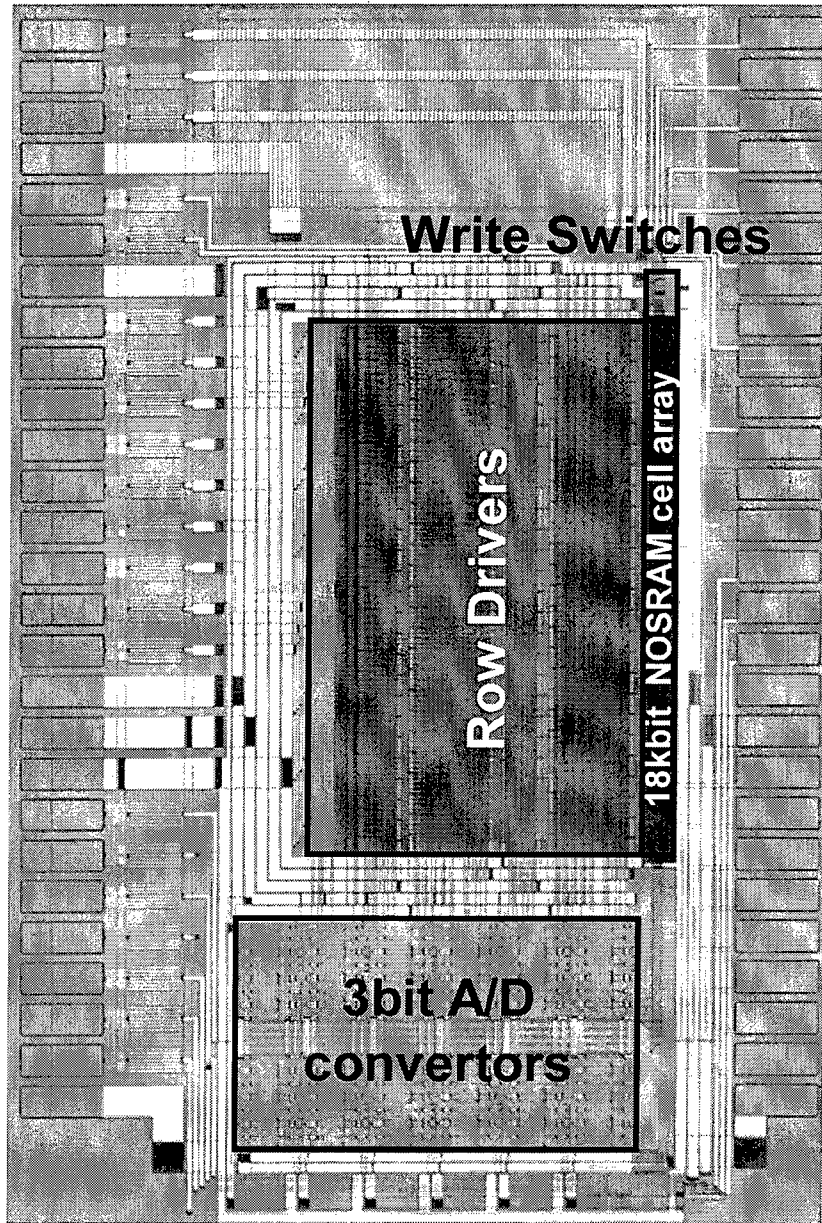 Write Switches
Row Drivers
18kbit NOSRAM cell array
3bit A/D
convertors